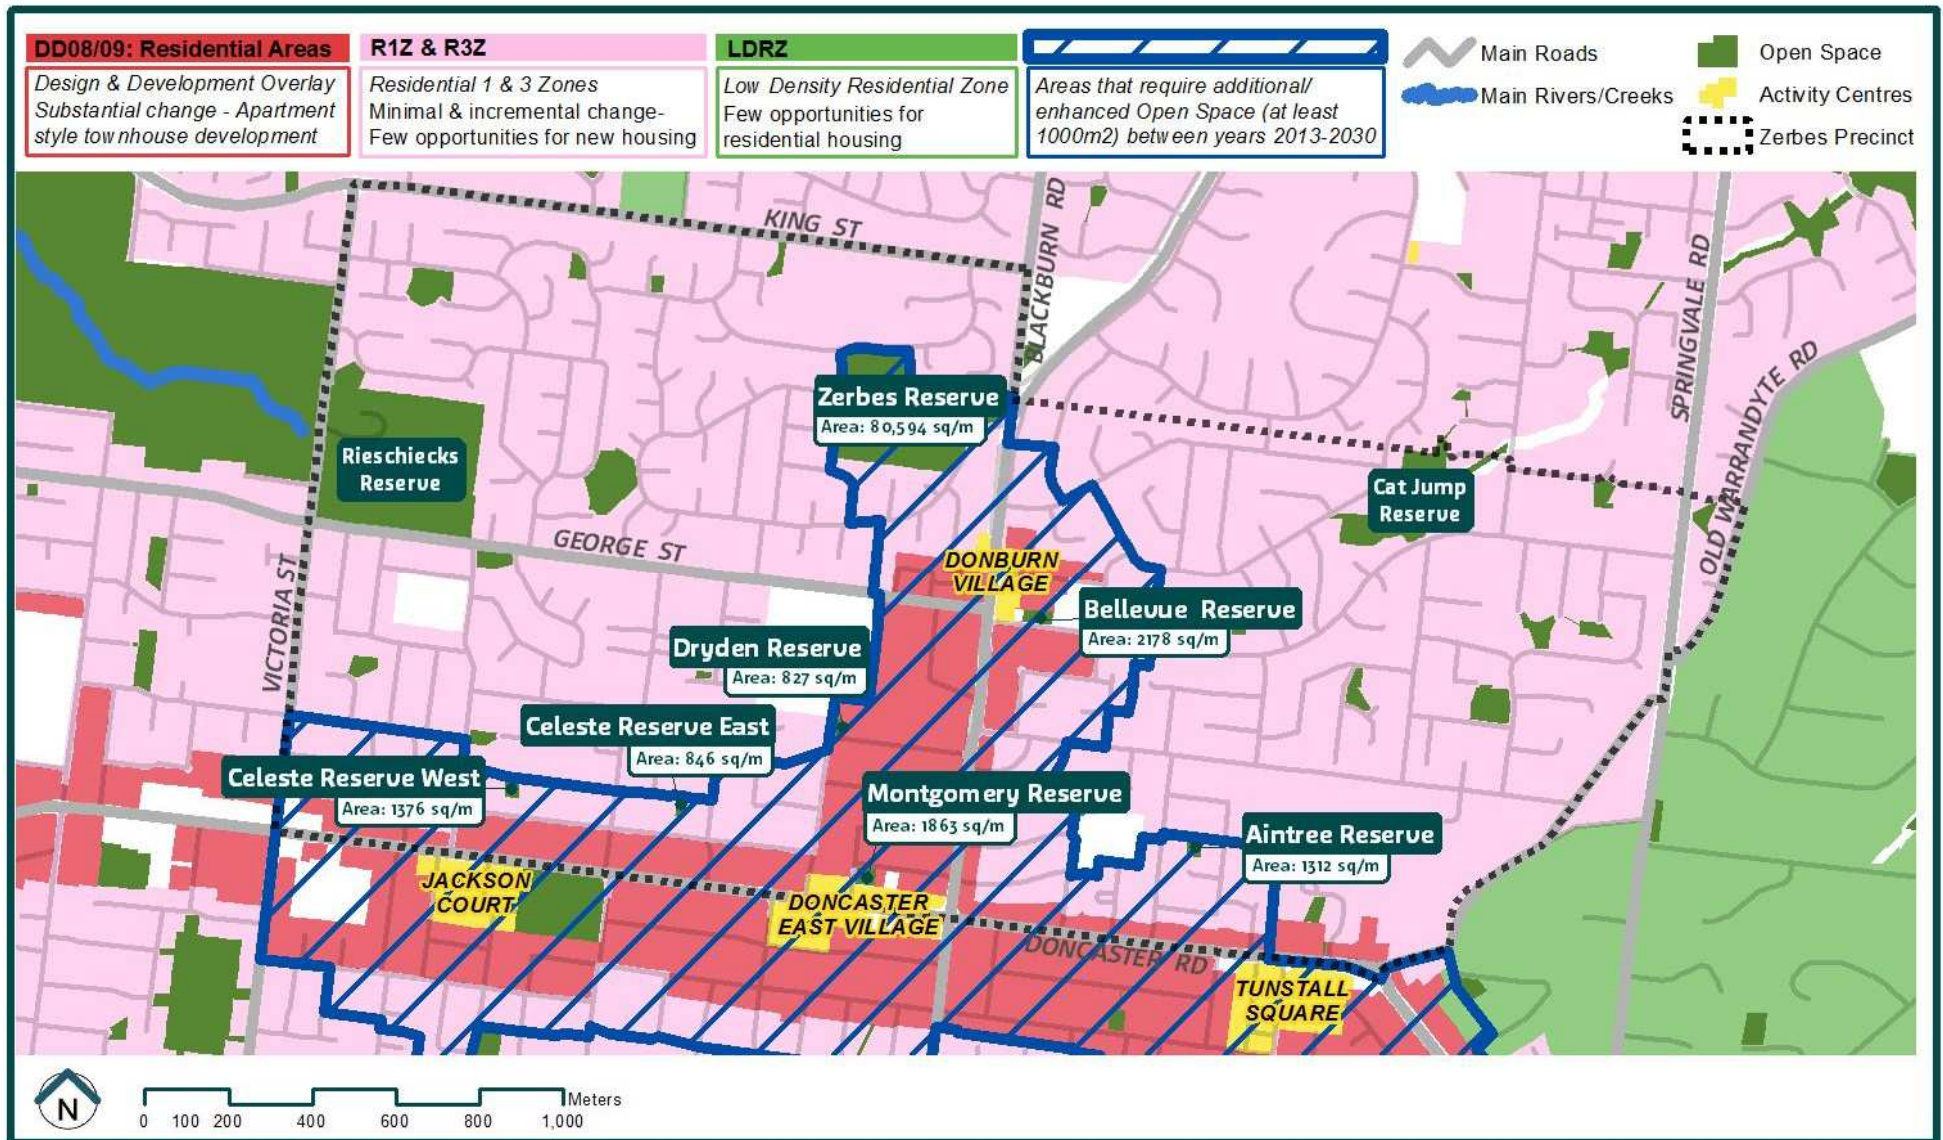 DD08/09: Residential Areas
Design & Development Overlay
Substantial change - Apartment
style townhouse development
R1Z & R3Z
Residential 1 & 3 Zones
Minimal & incremental change-
Few opportunities for new housing
LDRZ
Low Density Residential Zone
Few opportunities for
residential housing
Areas that require additional/
enhanced Open Space (at least
1000m2) between years 2013-2030
Main Roads
Main Rivers/Creeks
Open Space
Activity Centres
Zerbes Precinct
KING ST
BLACKBURN RD
SPRINGVALE RD
OLD WARRANDYTE RD
Zerbes Reserve
Area: 80,594 sq/m
Rieschiecks
Reserve
Cat Jump
Reserve
GEORGE ST
VICTORIA ST
DONBURN
VILLAGE
Bellevue Reserve
Area: 2178 sq/m
Dryden Reserve
Area: 827 sq/m
Celeste Reserve East
Area: 846 sq/m
Celeste Reserve West
Area: 1376 sq/m
Montgomery Reserve
Area: 1863 sq/m
Aintree Reserve
Area: 1312 sq/m
JACKSON
COURT
DONCASTER
EAST VILLAGE
DONCASTER RD
TUNSTALL
SQUARE
N
Meters
0 100 200 400 600 800 1,000